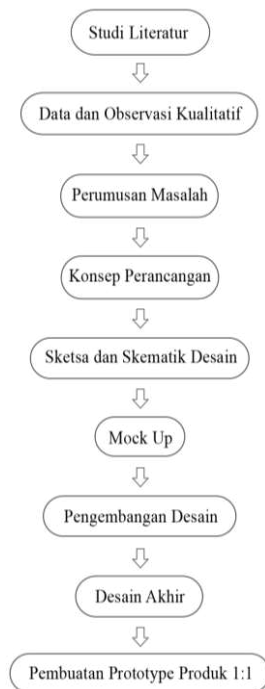 Studi Literatur
Data dan Observasi Kualitatif
Perumusan Masalah
Konsep Perancangan
Sketsa dan Skematik Desain
Mock Up
Pengembangan Desain
Desain Akhir
Pembuatan Prototype Produk 1:1